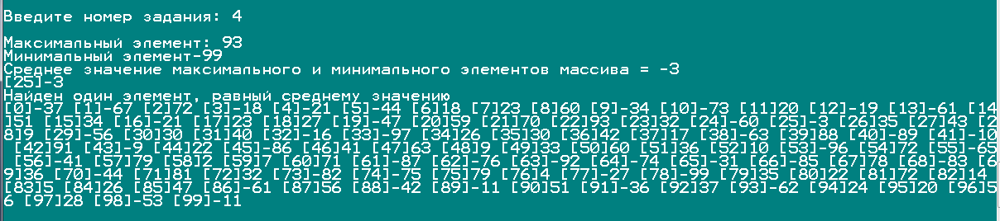 Введите номер задания: 4
Максимальный элемент: 93
Минимальный элемент-99
Среднее значение максимального и минимального элементов массива = -3
[25]-3
Найден один элемент, равный среднему значению
[0]-37 [1]-67 [2]72 [3]-18 [4]-21 [5]-44 [6]18 [7]23 [8]60 [9]-34 [10]-73 [11]20 [12]-19 [13]-61 [14
]51 [15]34 [16]-21 [17]23 [18]27 [19]-47 [20]59 [21]70 [22]93 [23]32 [24]-60 [25]-3 [26]35 [27]43 [2
8]9 [29]-56 [30]30 [31]40 [32]-16 [33]-97 [34]26 [35]30 [36]42 [37]17 [38]-63 [39]88 [40]-89 [41]-10
[42]91 [43]-9 [44]22 [45]-86 [46]41 [47]63 [48]9 [49]33 [50]60 [51]36 [52]10 [53]-96 [54]72 [55]-65
[56]-41 [57]79 [58]2 [59]7 [60]71 [61]-87 [62]-76 [63]-92 [64]-74 [65]-31 [66]-85 [67]78 [68]-83 [6
9]36 [70]-44 [71]81 [72]32 [73]-82 [74]-75 [75]79 [76]4 [77]-27 [78]-99 [79]35 [80]22 [81]72 [82]14
[83]5 [84]26 [85]47 [86]-61 [87]56 [88]-42 [89]-11 [90]51 [91]-36 [92]37 [93]-62 [94]24 [95]20 [96]5
6 [97]28 [98]-53 [99]-11